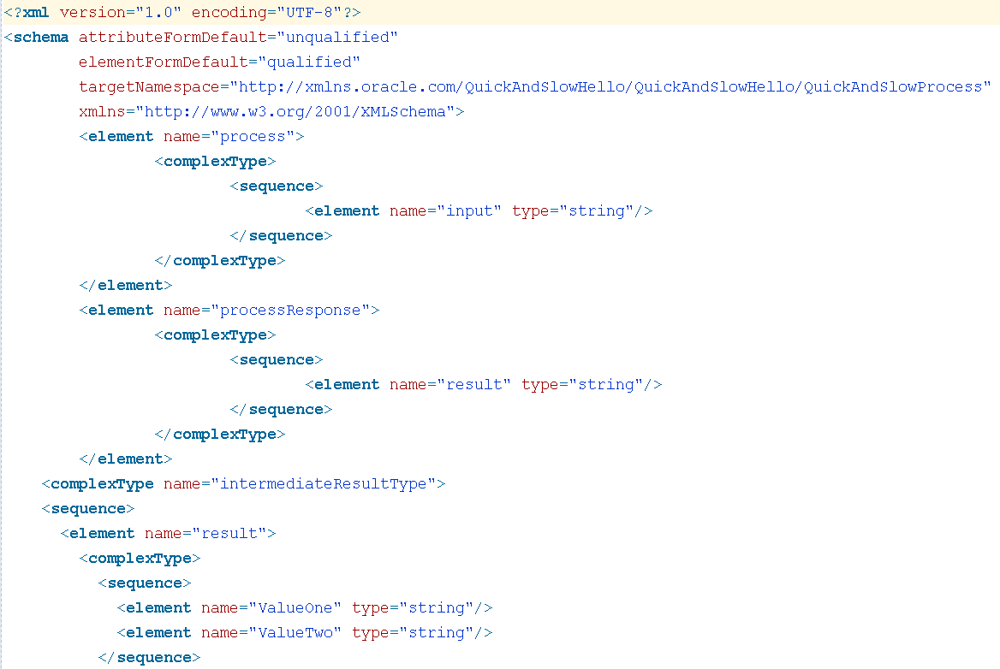 <?xml version="1.0" encoding="UTF-8"?>
<schema attributeFormDefault="unqualified"
elementFormDefault="qualified"
targetNamespace="http://xmlns.oracle.com/QuickAndSlowHello/QuickAndSlowHello/QuickAndSlowProcess"
xmlns="http://www.w3.org/2001/XMLSchema">
<element name="process">
<complexType>
<sequence>
<element name="input" type="string"/>
</sequence>
</complexType>
</element>
<element name="processResponse">
<complexType>
<sequence>
<element name="result" type="string"/>
</sequence>
</complexType>
</element>
<complexType name="intermediateResultType">
<sequence>
<element name="result">
<complexType>
<sequence>
<element name="ValueOne" type="string"/>
<element name="ValueTwo" type="string"/>
</sequence>